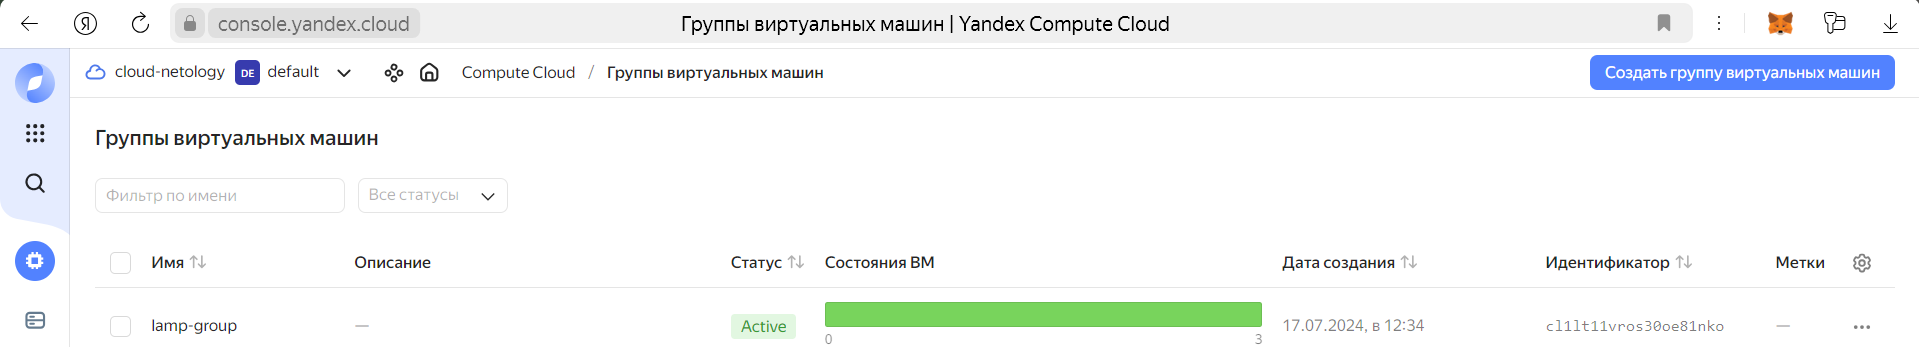 Я console.yandex.cloud Группы виртуальных машин | Yandex Compute Cloud
cloud-netology DE default Compute Cloud / Группы виртуальных машин Создать группу виртуальных машин
Группы виртуальных машин
Фильтр по имени Все статусы
Имя Описание Статус Состояния ВМ Дата создания Идентификатор Метки
lamp-group — Active 17.07.2024, в 12:34 cl1lt11vros30oe81nko —
0 3